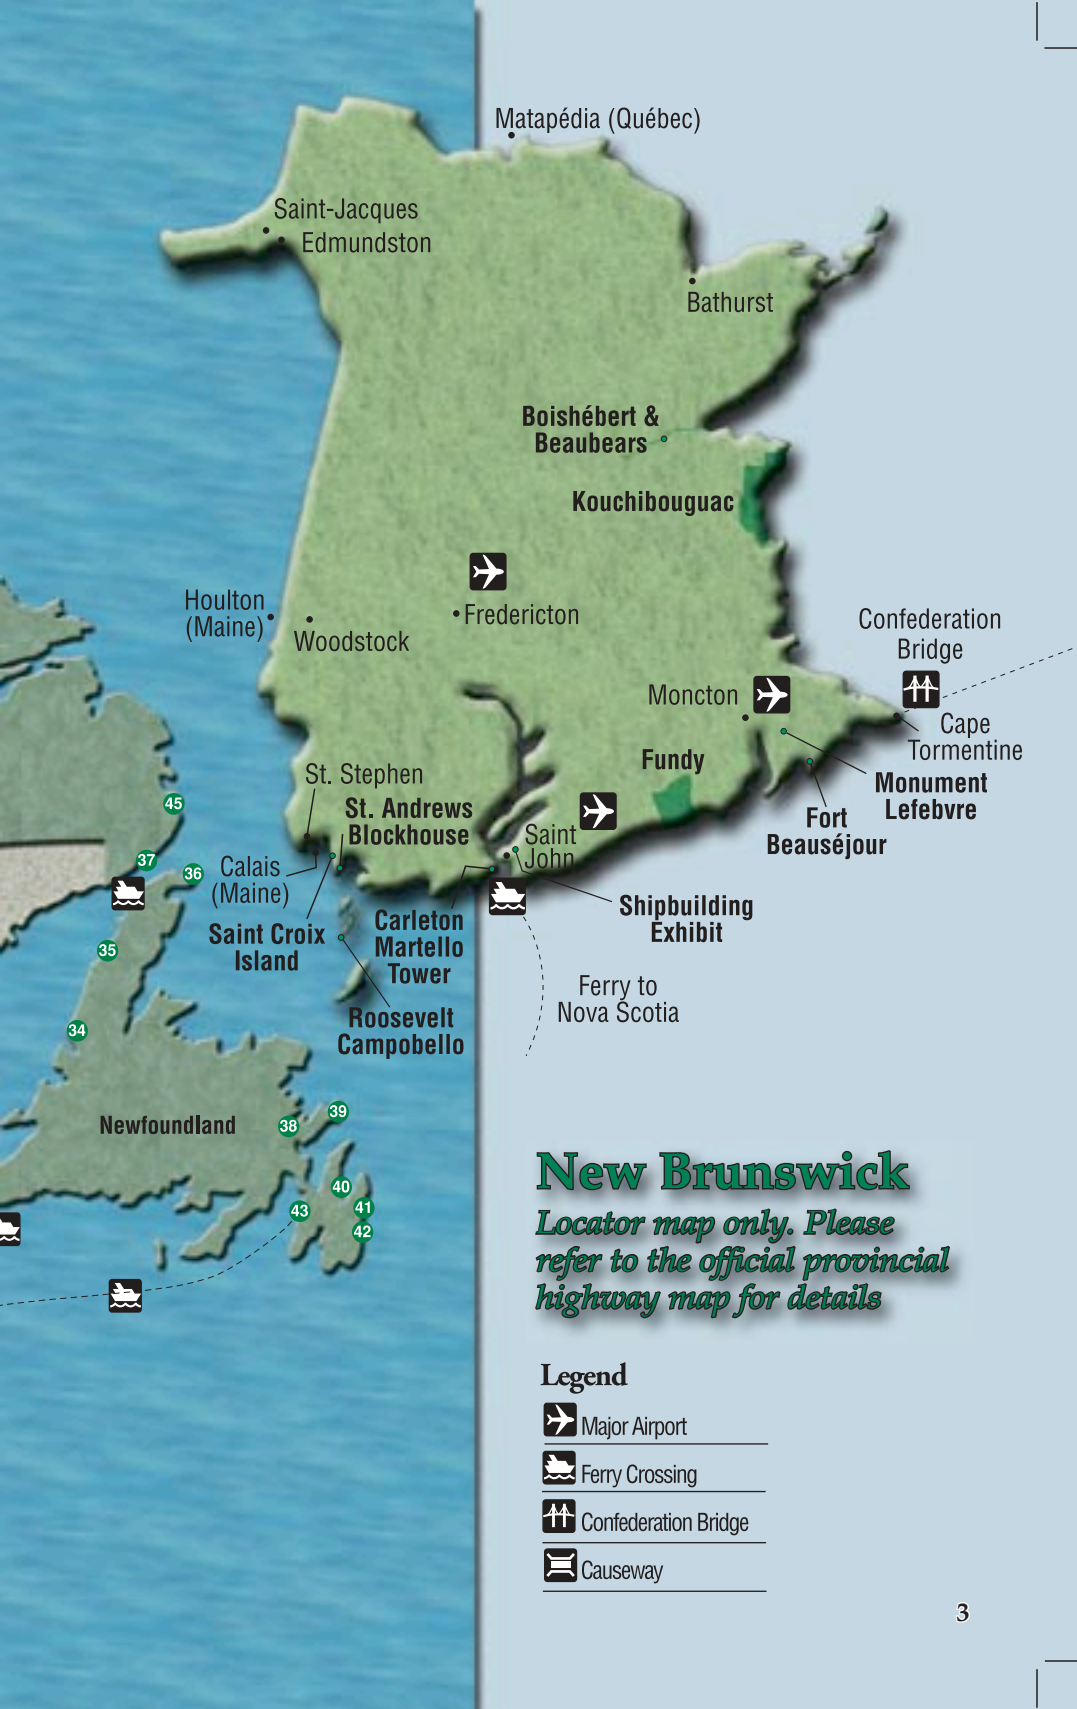 Matapédia (Québec)
Saint-Jacques
Edmundston
Bathurst
Boishébert &
Beaubears
Kouchibouguac
Houlton
(Maine)
Woodstock
Fredericton
Confederation
Bridge
Moncton
Cape
Tormentine
Fundy
Monument
Lefebvre
Fort
Beauséjour
St. Stephen
St. Andrews
Blockhouse
Saint
John
Calais
(Maine)
Saint Croix
Island
Carleton
Martello
Tower
Shipbuilding
Exhibit
Roosevelt
Campobello
Ferry to
Nova Scotia
45
37
36
35
34
Newfoundland
38
39
40
41
42
43
New Brunswick
Locator map only. Please
refer to the official provincial
highway map for details
Legend
Major Airport
Ferry Crossing
Confederation Bridge
Causeway
3